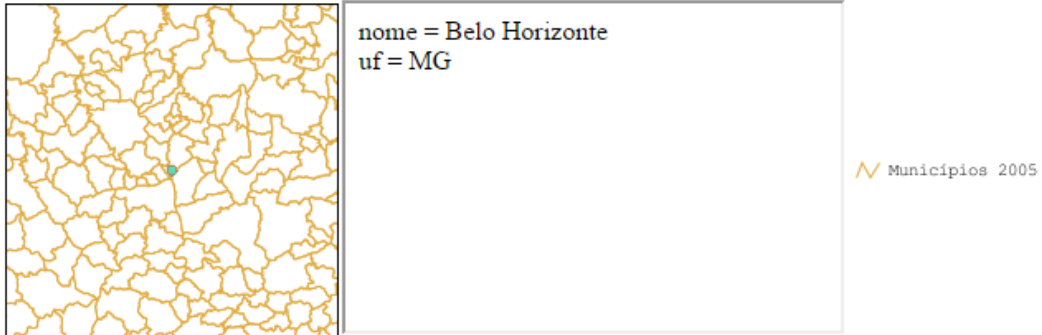 nome = Belo Horizonte
uf = MG
Municípios 2005